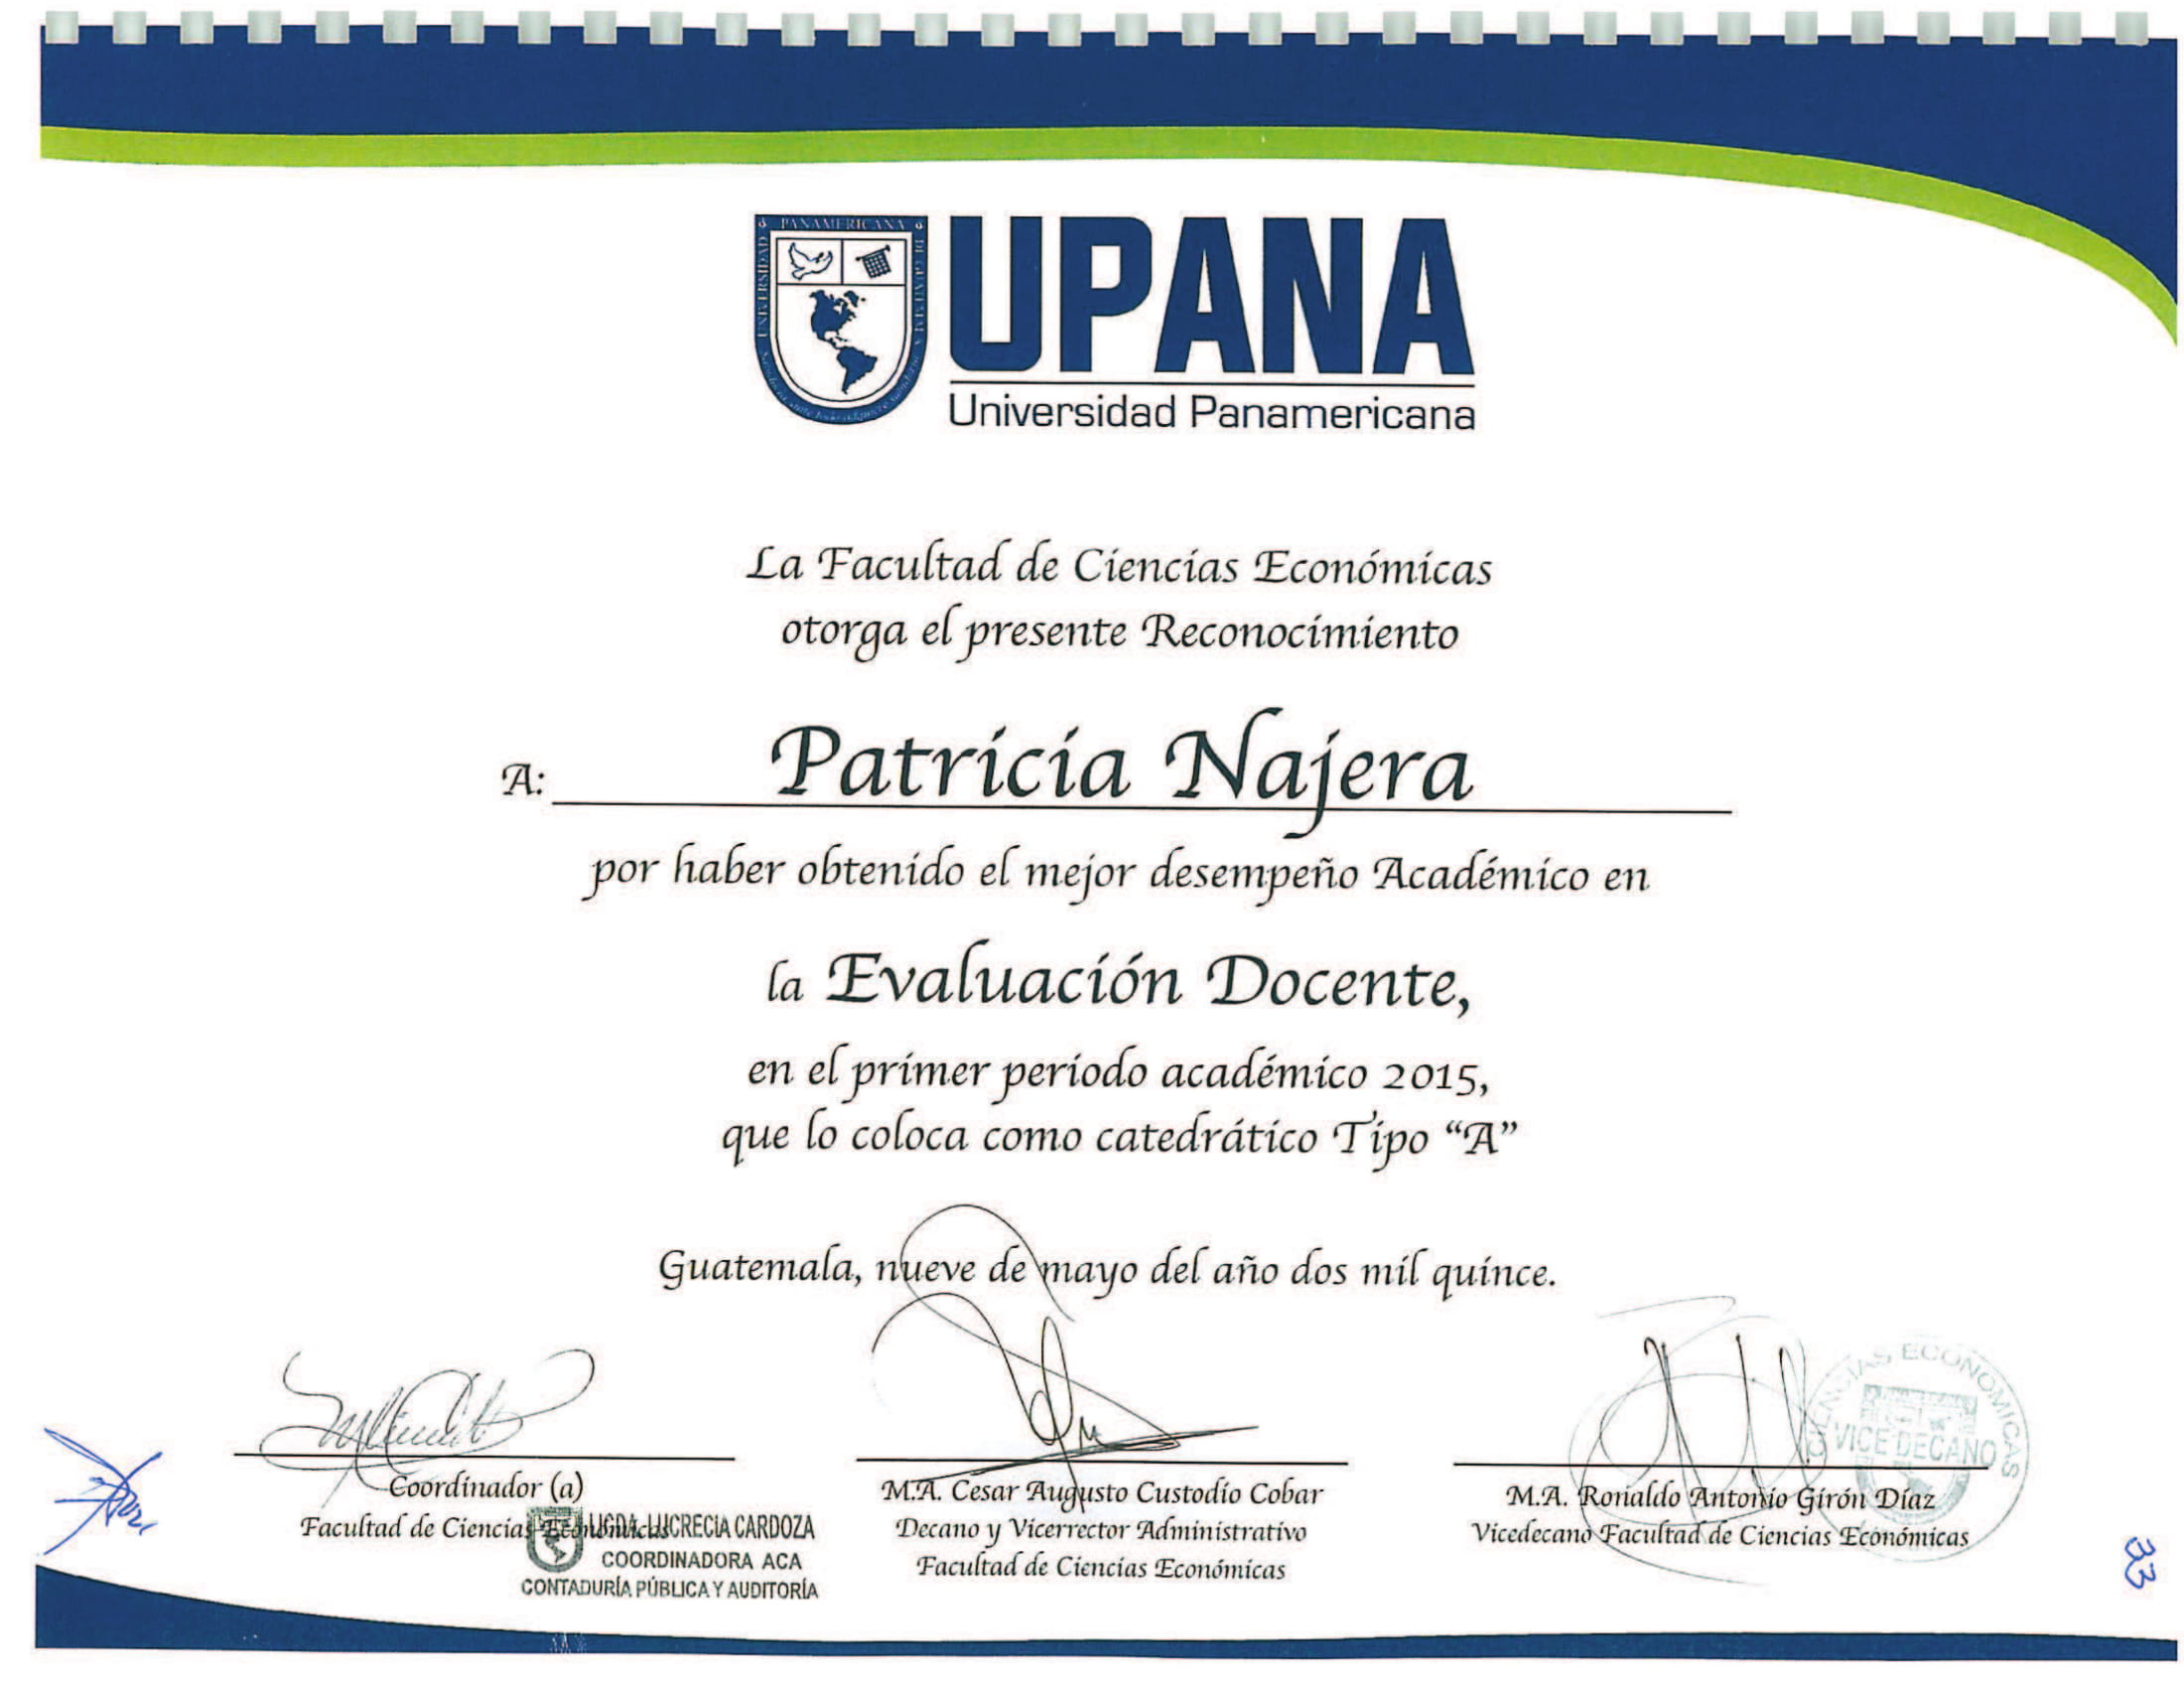 PANAMERICANA
UNIVERSIDAD
UPANA
Universidad Panamericana
La Facultad de Ciencias Económicas
otorga el presente Reconocimiento
A: Patricia Najera
por haber obtenido el mejor desempeño Académico en
la Evaluación Docente,
en el primer periodo académico 2015,
que lo coloca como catedrático Tipo “A”
Guatemala, nueve de mayo del año dos mil quince.
Coordinador (a)
Facultad de Ciencias Económicas
LUCRECIA CARDOZA
COORDINADORA ACA
CONTADURÍA PÚBLICA Y AUDITORÍA
M.A. Cesar Augusto Custodio Cobar
Decano y Vicerrector Administrativo
Facultad de Ciencias Económicas
CIENCIAS ECONOMICAS
VICE DECANO
M.A. Ronaldo Antonio Girón Díaz
Vicedecano Facultad de Ciencias Económicas
33